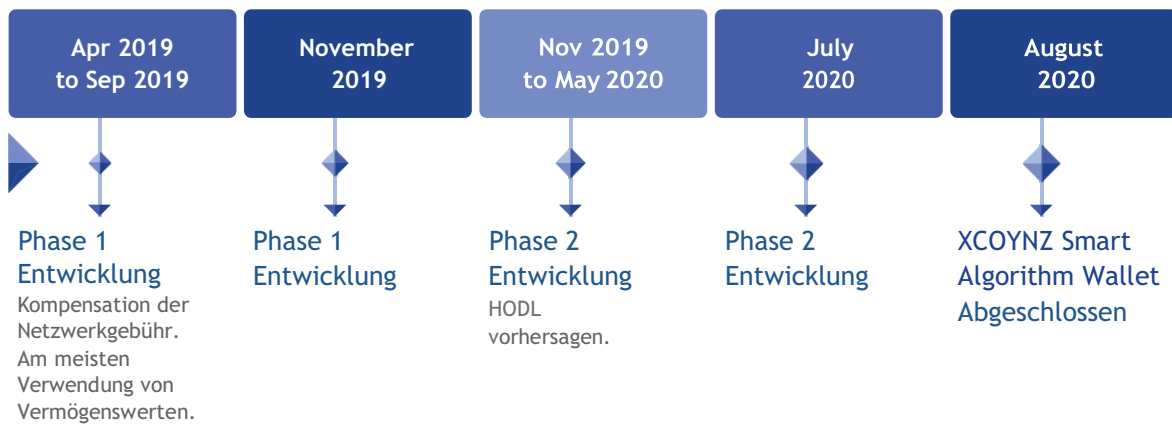 Apr 2019
to Sep 2019
November
2019
Nov 2019
to May 2020
July
2020
August
2020
Phase 1
Entwicklung
Kompensation der
Netzwerkgebühr.
Am meisten
Verwendung von
Vermögenswerten.
Phase 1
Entwicklung
Phase 2
Entwicklung
HODL
vorhersagen.
Phase 2
Entwicklung
XCOYNZ Smart
Algorithm Wallet
Abgeschlossen